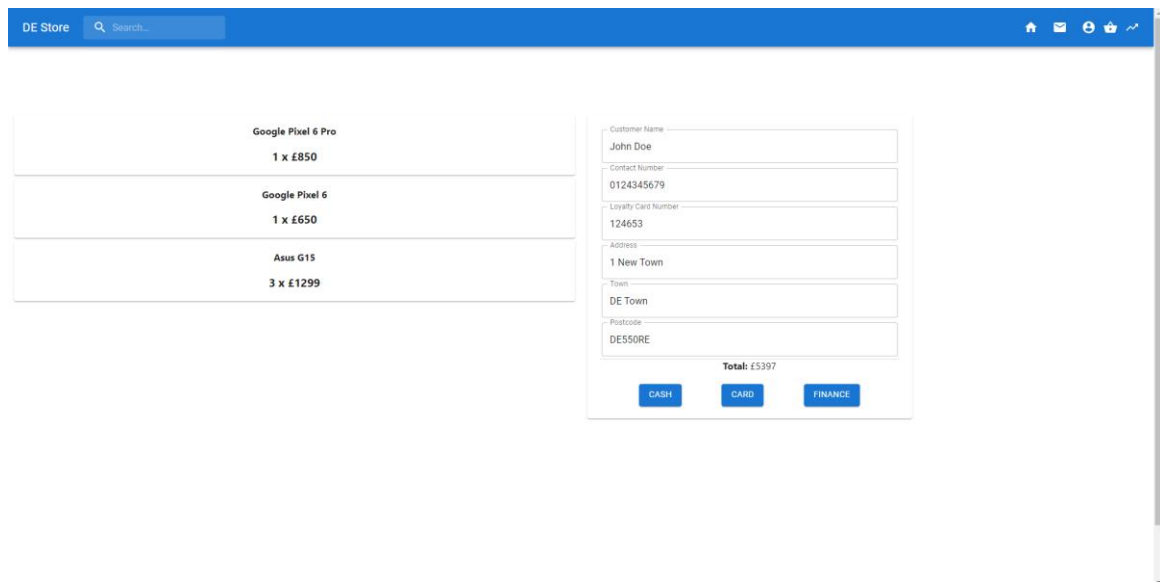 DE Store
Search...
Google Pixel 6 Pro
1 x £850
Google Pixel 6
1 x £650
Asus G15
3 x £1299
Customer Name
John Doe
Contact Number
0124345679
Loyalty Card Number
124653
Address
1 New Town
Town
DE Town
Postcode
DE550RE
Total: £5397
CASH CARD FINANCE